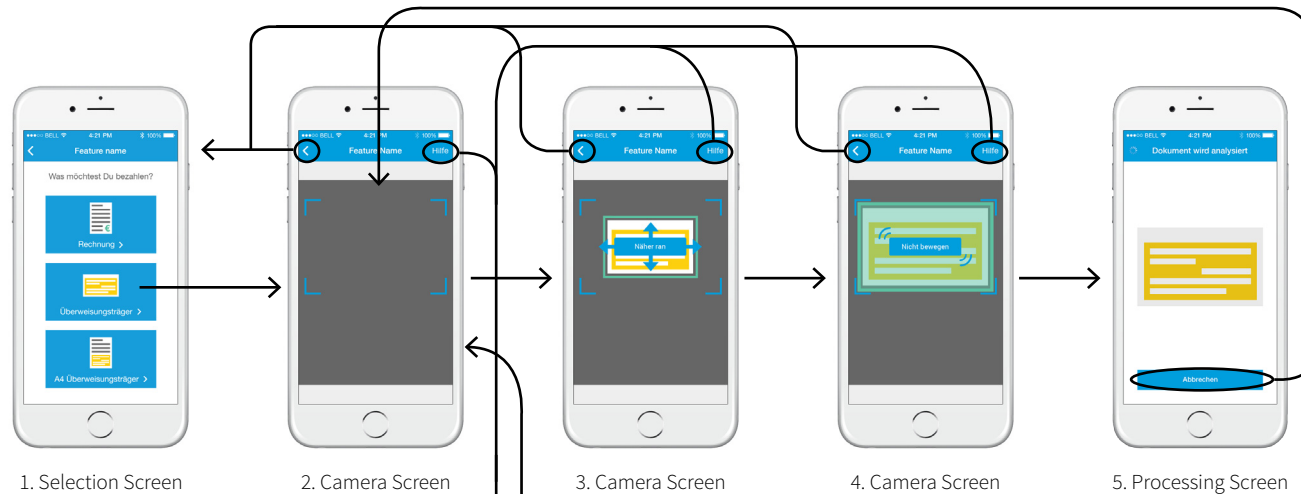 ●●●○○ BELL 4:21 PM 100%
Feature name
Was möchtest Du bezahlen?
€
Rechnung >
Überweisungsträger >
A4 Überweisungsträger >
1. Selection Screen
●●●○○ BELL 4:21 PM 100%
Feature Name Hilfe
2. Camera Screen
●●●○○ BELL 4:21 PM 100%
Feature Name Hilfe
Näher ran
3. Camera Screen
●●●○○ BELL 4:21 PM 100%
Feature Name Hilfe
Nicht bewegen
4. Camera Screen
●●●○○ BELL 4:21 PM 100%
Dokument wird analysiert
Abbrechen
5. Processing Screen